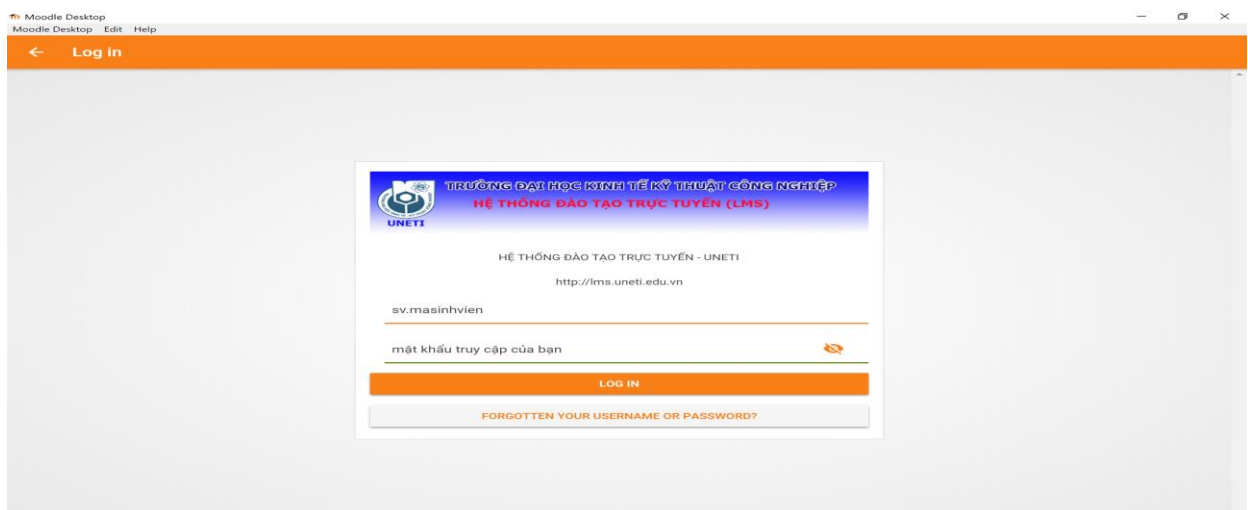 Moodle Desktop
Moodle Desktop Edit Help
Log in
TRƯỜNG ĐẠI HỌC KINH TẾ KỸ THUẬT CÔNG NGHIỆP
HỆ THỐNG ĐÀO TẠO TRỰC TUYẾN (LMS)
UNETI
HỆ THỐNG ĐÀO TẠO TRỰC TUYẾN - UNETI
http://lms.uneti.edu.vn
sv.masinhvien
mật khẩu truy cập của bạn
LOG IN
FORGOTTEN YOUR USERNAME OR PASSWORD?